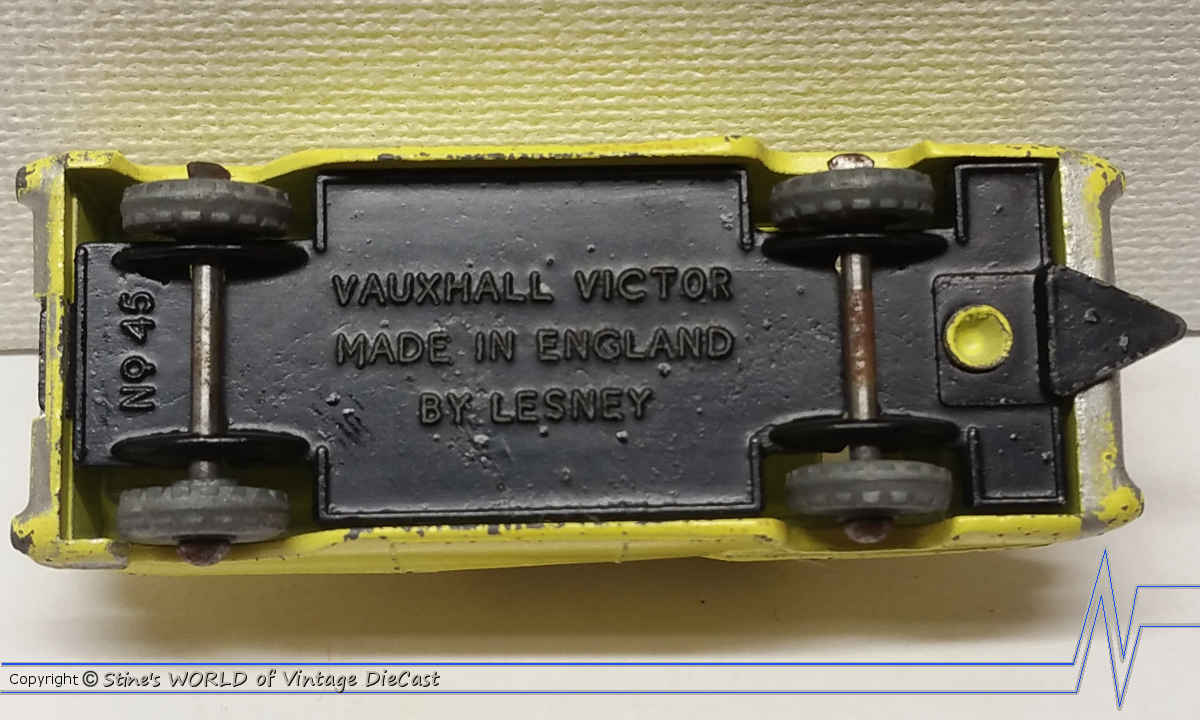 VAUXHALL VICTOR
MADE IN ENGLAND
BY LESNEY
Nº 45
Copyright © Stine's WORLD of Vintage DieCast